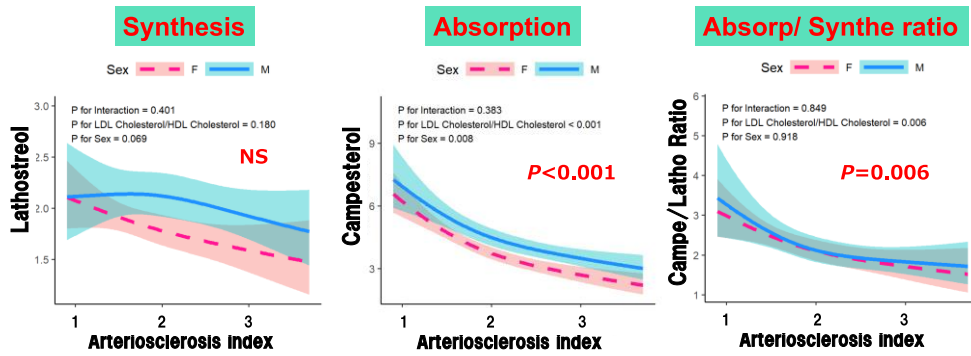 Synthesis
Sex F M
P for Interaction = 0.401
P for LDL Cholesterol/HDL Cholesterol = 0.180
P for Sex = 0.069
NS
Lathostreol
3.0
2.5
2.0
1.5
1 2 3
Arteriosclerosis index
Absorption
Sex F M
P for Interaction = 0.383
P for LDL Cholesterol/HDL Cholesterol < 0.001
P for Sex = 0.008
P<0.001
Campesterol
9
6
3
1 2 3
Arteriosclerosis index
Absorp/ Synthe ratio
Sex F M
P for Interaction = 0.849
P for LDL Cholesterol/HDL Cholesterol = 0.006
P for Sex = 0.918
P=0.006
Campe/Latho Ratio
6
5
4
3
2
1
1 2 3
Arteriosclerosis index